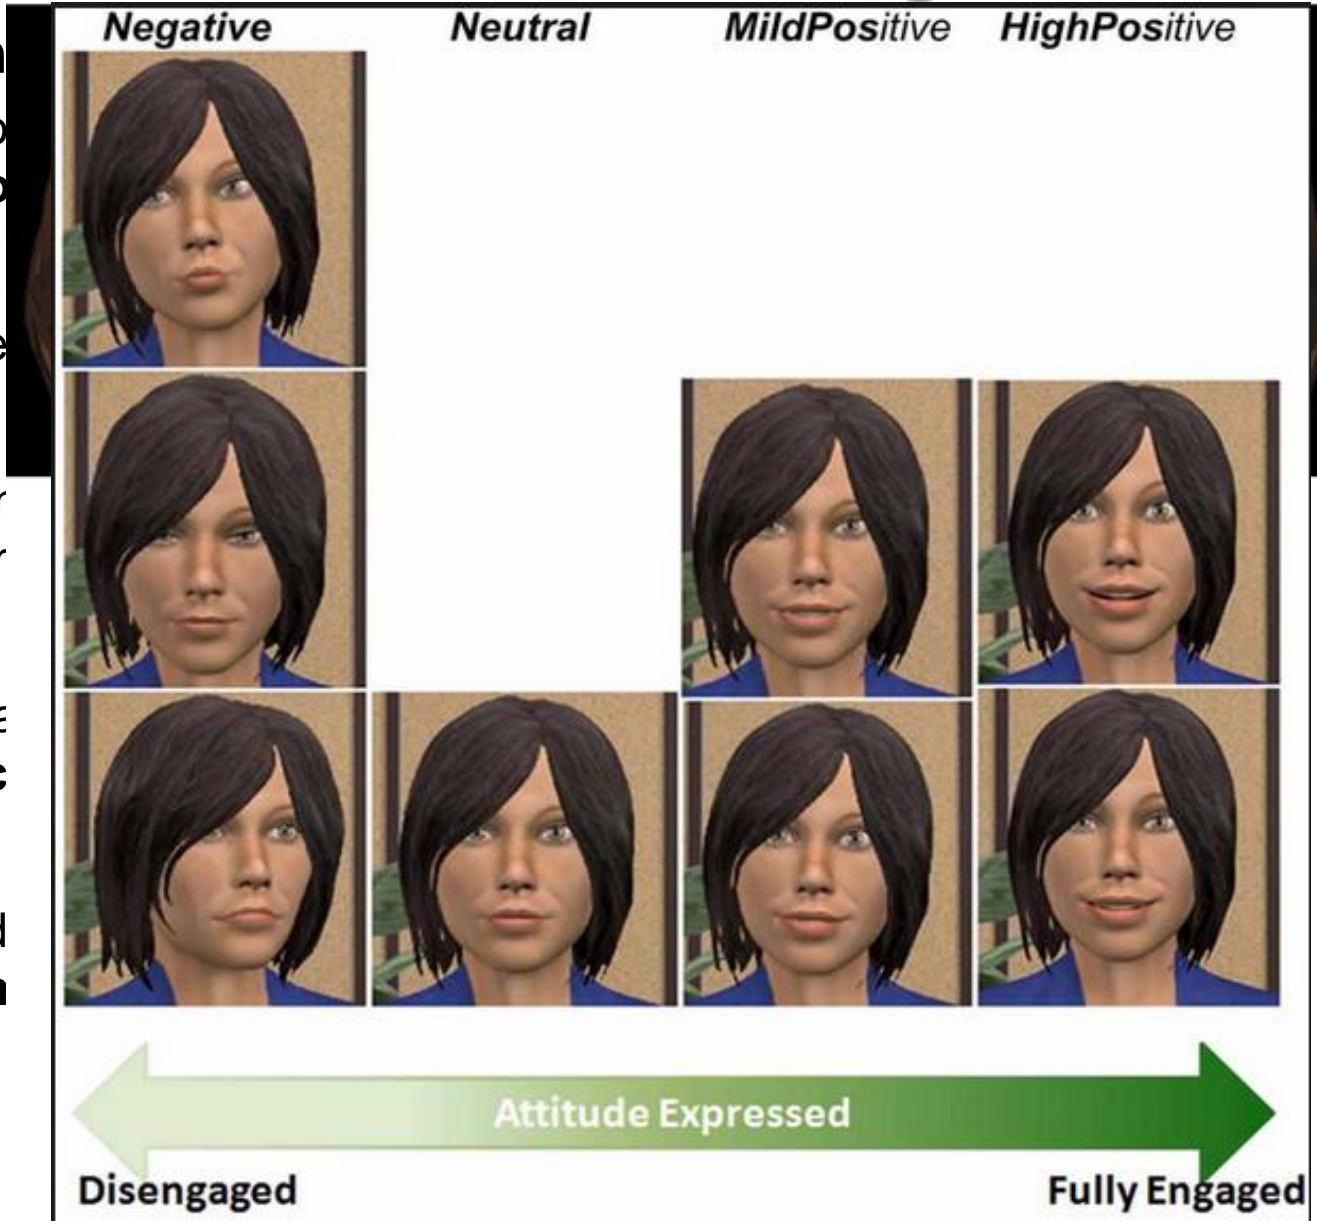 Negative Neutral MildPositive HighPositive
Attitude Expressed
Disengaged Fully Engaged